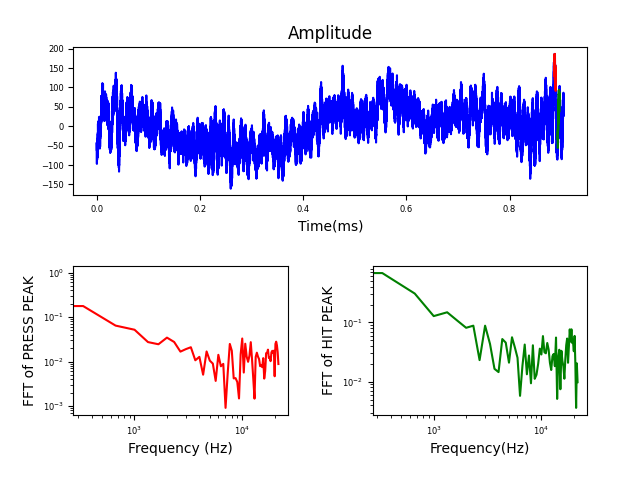 Amplitude
200
150
100
50
0
−50
−100
−150
0.0 0.2 0.4 0.6 0.8
Time(ms)
FFT of PRESS PEAK
10⁰
10⁻¹
10⁻²
10⁻³
10³ 10⁴
Frequency (Hz)
FFT of HIT PEAK
10⁻¹
10⁻²
10³ 10⁴
Frequency(Hz)